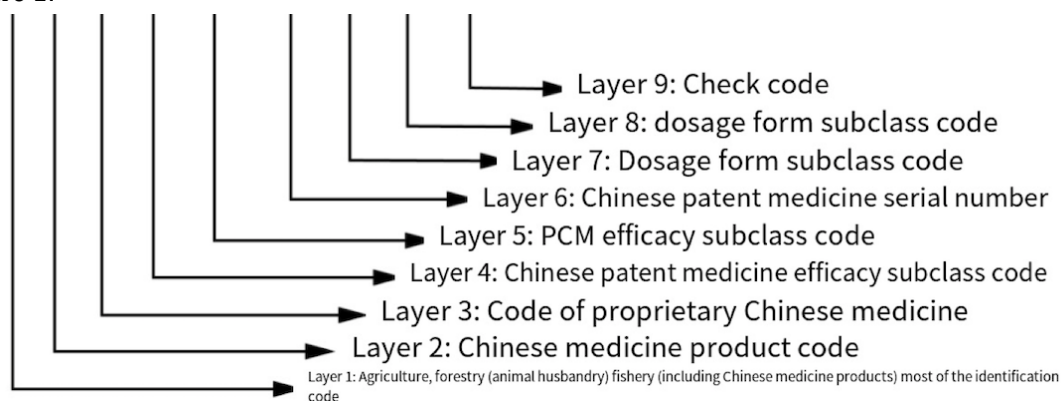 Layer 9: Check code
Layer 8: dosage form subclass code
Layer 7: Dosage form subclass code
Layer 6: Chinese patent medicine serial number
Layer 5: PCM efficacy subclass code
Layer 4: Chinese patent medicine efficacy subclass code
Layer 3: Code of proprietary Chinese medicine
Layer 2: Chinese medicine product code
Layer 1: Agriculture, forestry (animal husbandry) fishery (including Chinese medicine products) most of the identification
code